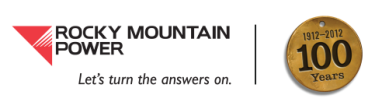 ROCKY MOUNTAIN
POWER
Let's turn the answers on.
1912-2012
100
Years